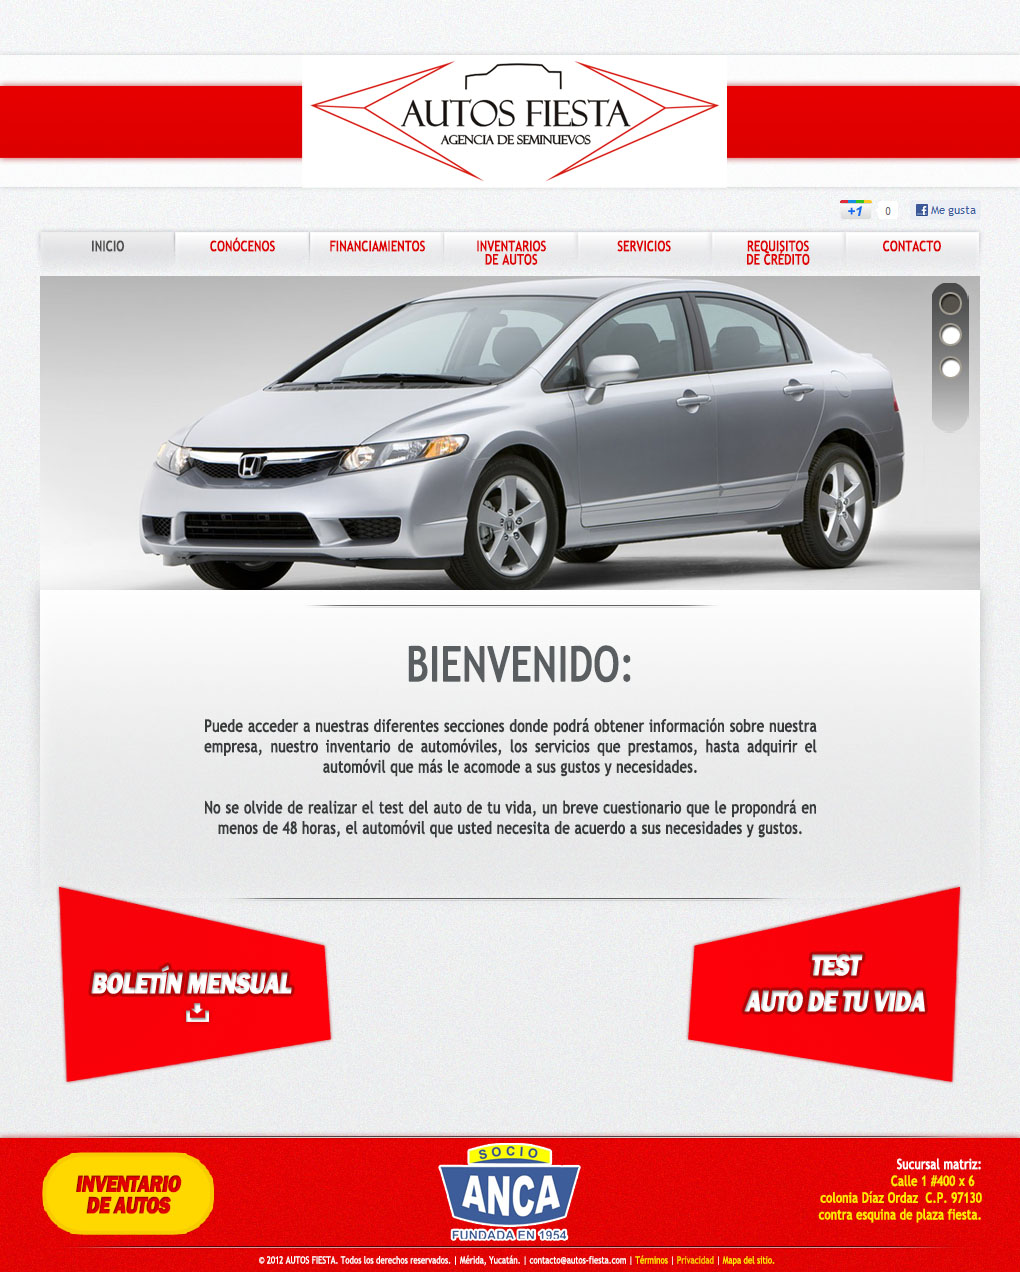 AUTOS FIESTA
AGENCIA DE SEMINUEVOS
+1
0
Me gusta
INICIO
CONÓCENOS
FINANCIAMIENTOS
INVENTARIOS
DE AUTOS
SERVICIOS
REQUISITOS
DE CRÉDITO
CONTACTO
BIENVENIDO:
Puede acceder a nuestras diferentes secciones donde podrá obtener información sobre nuestra
empresa, nuestro inventario de automóviles, los servicios que prestamos, hasta adquirir el
automóvil que más le acomode a sus gustos y necesidades.
No se olvide de realizar el test del auto de tu vida, un breve cuestionario que le propondrá en
menos de 48 horas, el automóvil que usted necesita de acuerdo a sus necesidades y gustos.
BOLETÍN MENSUAL
TEST
AUTO DE TU VIDA
INVENTARIO
DE AUTOS
SOCIO
ANCA
FUNDADA EN 1954
Sucursal matriz:
Calle 1 #400 x 6
colonia Díaz Ordaz C.P. 97130
contra esquina de plaza fiesta.
© 2012 AUTOS FIESTA. Todos los derechos reservados. | Mérida, Yucatán. | contacto@autos-fiesta.com | Términos | Privacidad | Mapa del sitio.